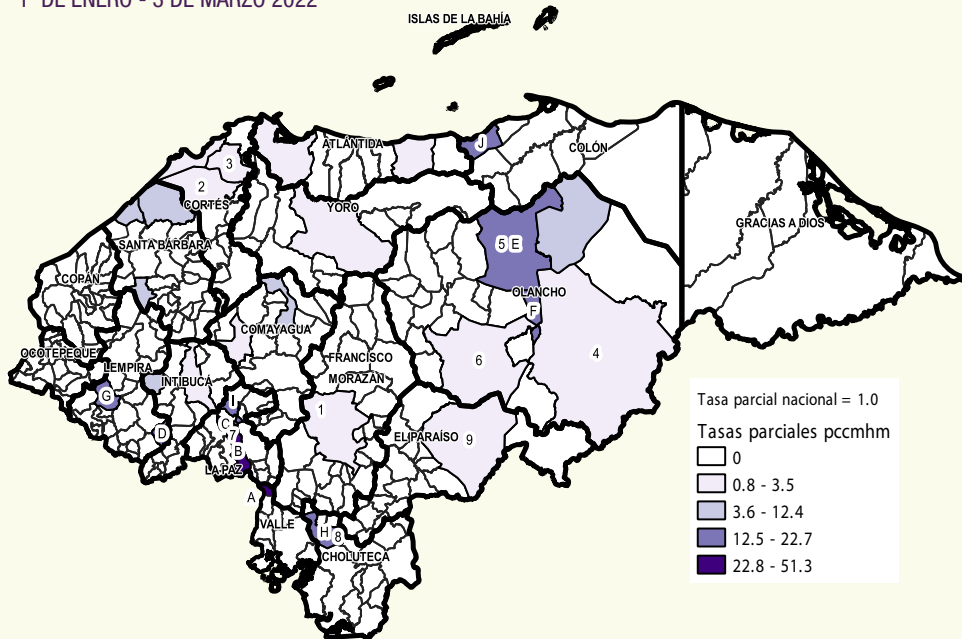 1° DE ENERO - 3 DE MARZO 2022
ISLAS DE LA BAHÍA
J
ATLÁNTIDA
COLÓN
3
2
CORTÉS
YORO
GRACIAS A DIOS
SANTA BÁRBARA
5 E
COPÁN
OLANCHO
F
COMAYAGUA
OCOTEPEQUE
FRANCISCO
MORAZÁN
4
LEMPIRA
6
INTIBUCÁ
G
I
1
C
7
D
B
EL PARAÍSO
9
LA PAZ
A
VALLE
H
8
CHOLUTECA
Tasa parcial nacional = 1.0
Tasas parciales pccmhm
0
0.8 - 3.5
3.6 - 12.4
12.5 - 22.7
22.8 - 51.3